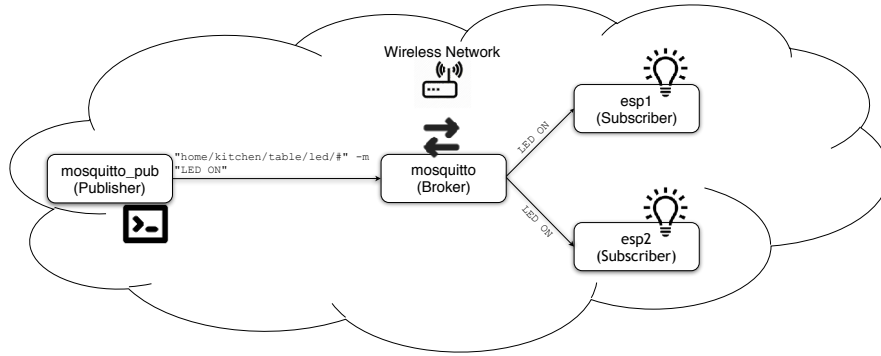 Wireless Network
esp1
(Subscriber)
LED ON
"home/kitchen/table/led/#" -m
"LED ON"
mosquitto_pub
(Publisher)
mosquitto
(Broker)
LED ON
esp2
(Subscriber)